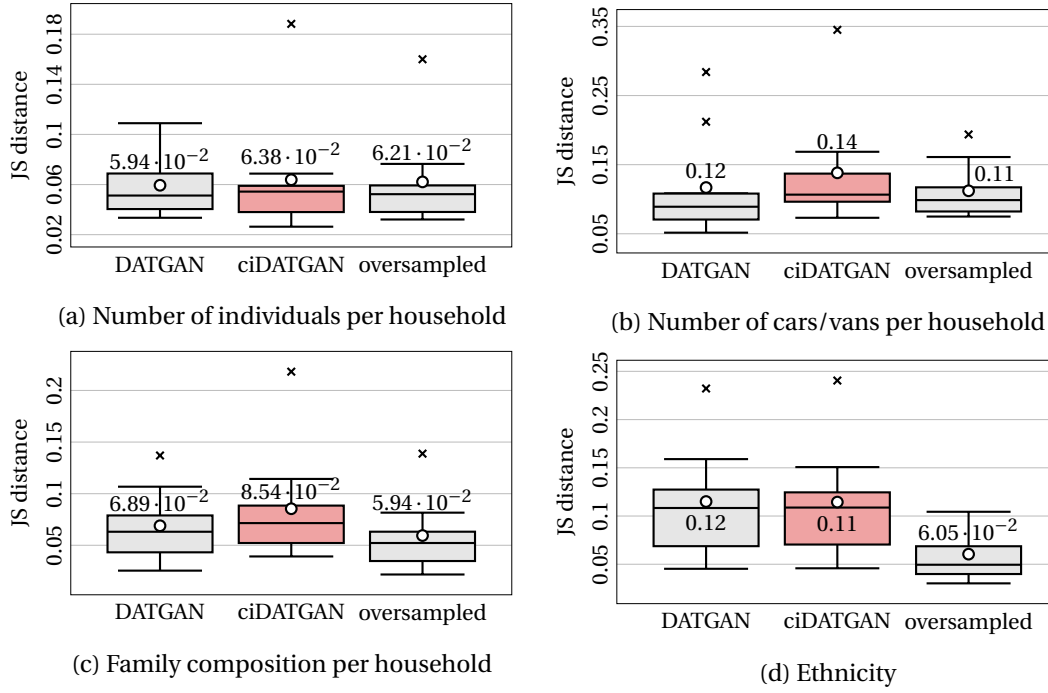 0.18
0.14
0.1
0.06
0.02
JS distance
5.94 · 10⁻²
6.38 · 10⁻²
6.21 · 10⁻²
DATGAN ciDATGAN oversampled
(a) Number of individuals per household
0.35
0.25
0.15
0.05
JS distance
0.12
0.14
0.11
DATGAN ciDATGAN oversampled
(b) Number of cars/vans per household
0.2
0.15
0.1
0.05
JS distance
6.89 · 10⁻²
8.54 · 10⁻²
5.94 · 10⁻²
DATGAN ciDATGAN oversampled
(c) Family composition per household
0.25
0.2
0.15
0.1
0.05
JS distance
0.12
0.11
6.05 · 10⁻²
DATGAN ciDATGAN oversampled
(d) Ethnicity